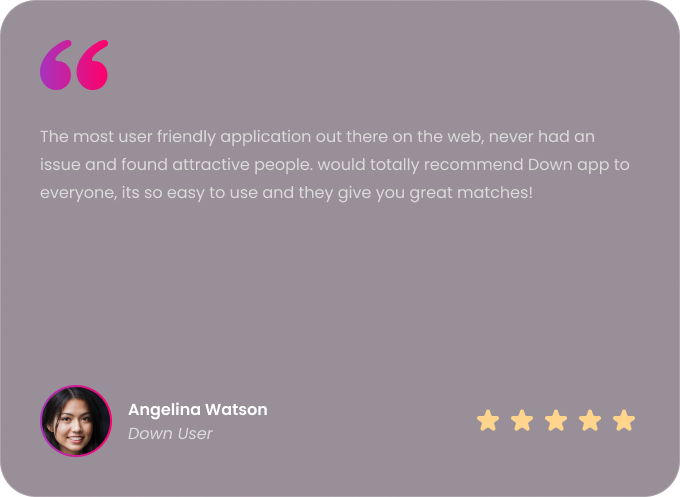 The most user friendly application out there on the web, never had an
issue and found attractive people. would totally recommend Down app to
everyone, its so easy to use and they give you great matches!
Angelina Watson
Down User